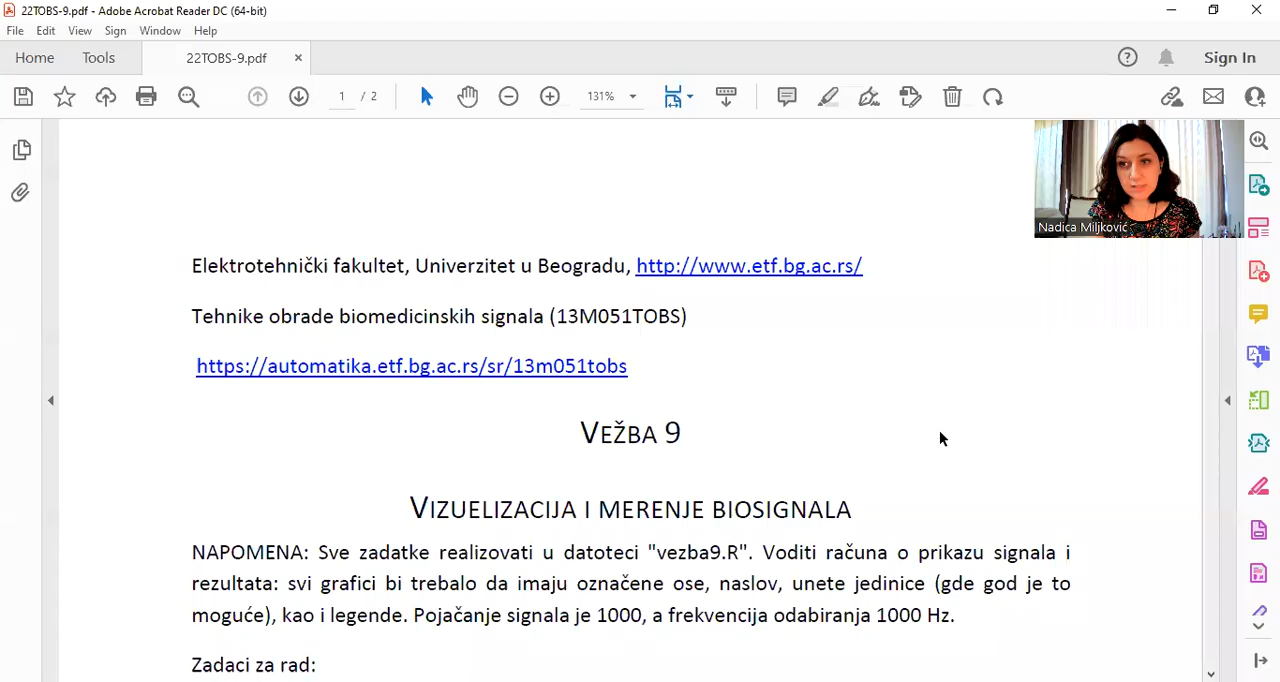 22TOBS-9.pdf - Adobe Acrobat Reader DC (64-bit)
File Edit View Sign Window Help
Home Tools 22TOBS-9.pdf × Sign In
1 / 2 131%
Nadica Miljković
Elektrotehnički fakultet, Univerzitet u Beogradu, http://www.etf.bg.ac.rs/
Tehnike obrade biomedicinskih signala (13M051TOBS)
https://automatika.etf.bg.ac.rs/sr/13m051tobs
VEŽBA 9
VIZUELIZACIJA I MERENJE BIOSIGNALA
NAPOMENA: Sve zadatke realizovati u datoteci "vezba9.R". Voditi računa o prikazu signala i
rezultata: svi grafici bi trebalo da imaju označene ose, naslov, unete jedinice (gde god je to
moguće), kao i legende. Pojačanje signala je 1000, a frekvencija odabiranja 1000 Hz.
Zadaci za rad: